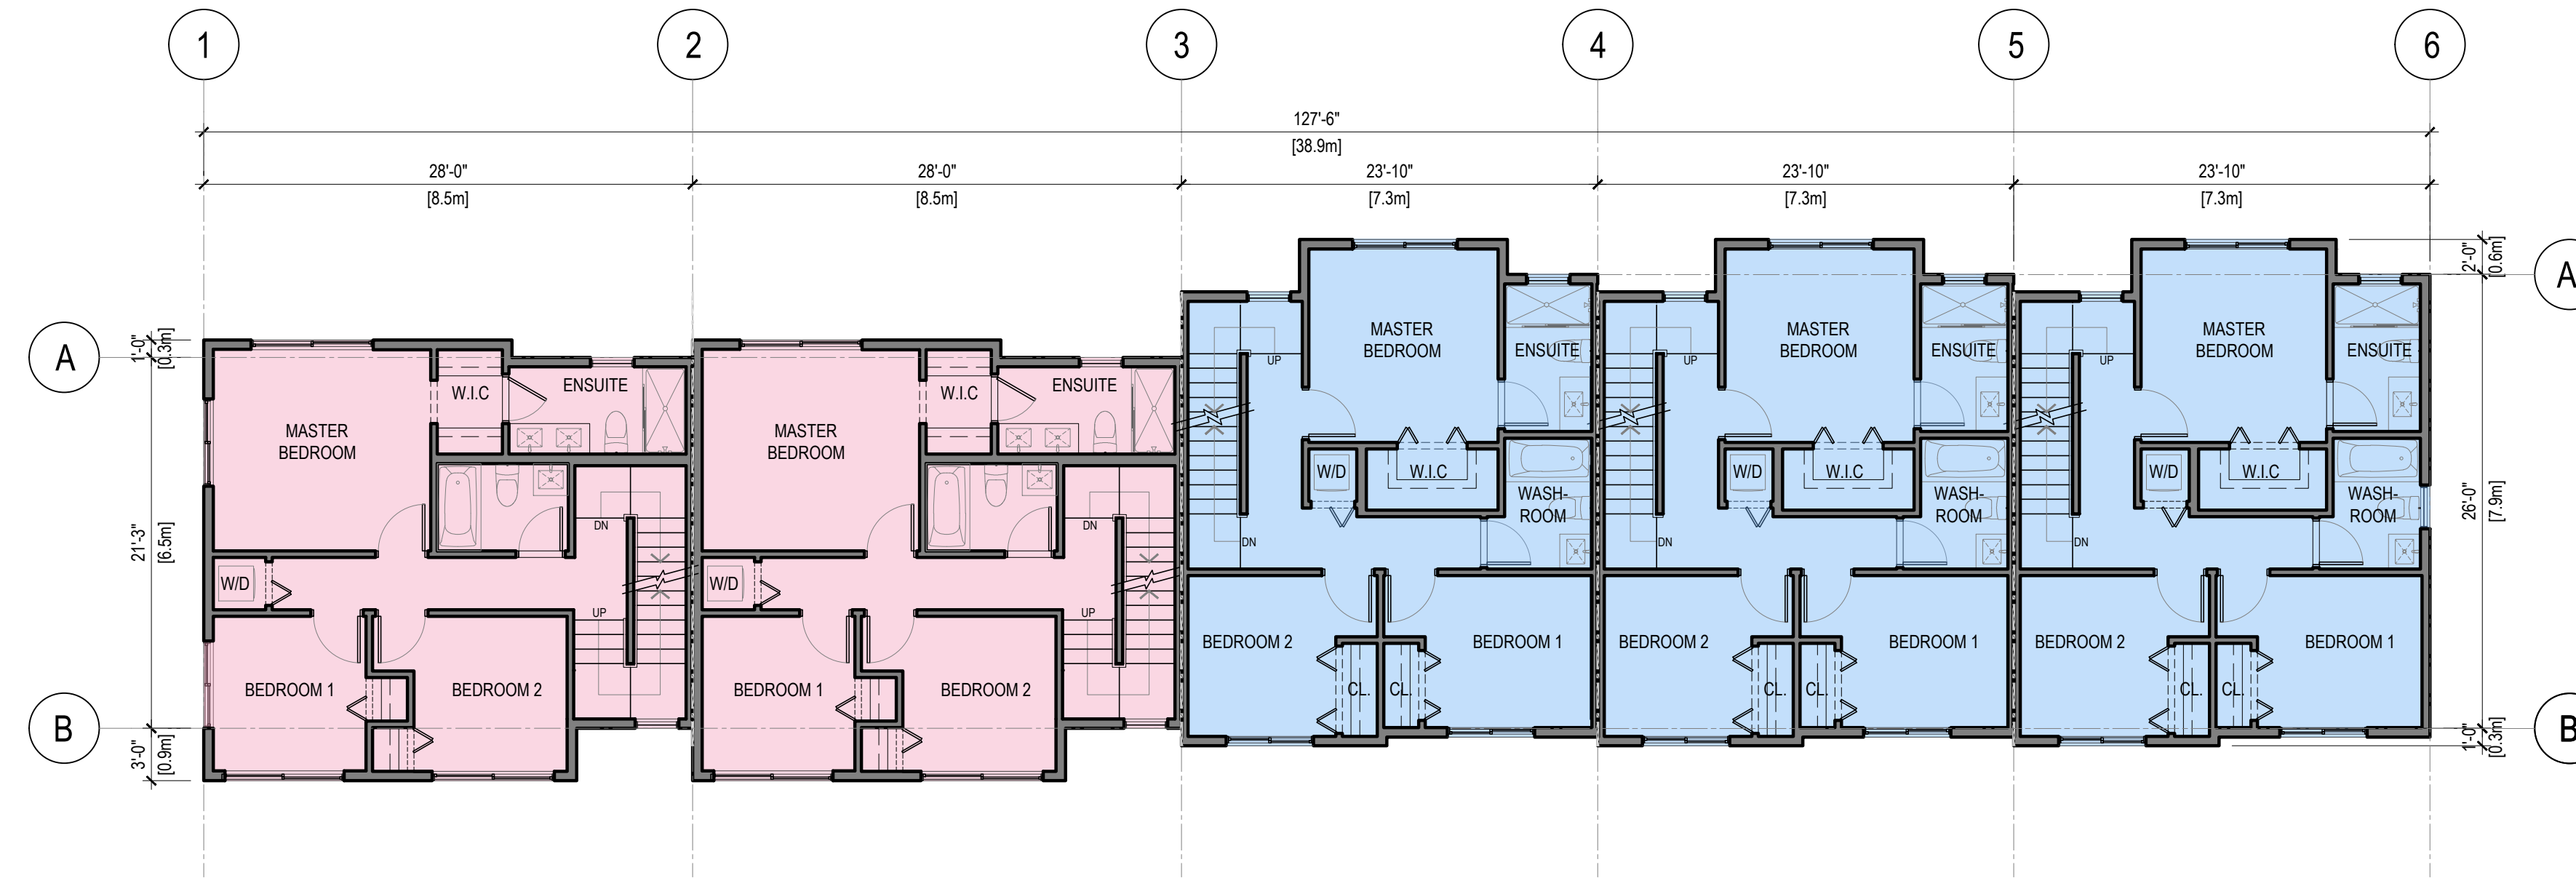 1
2
3
4
5
6
127'-6"
[38.9m]
28'-0"
[8.5m]
28'-0"
[8.5m]
23'-10"
[7.3m]
23'-10"
[7.3m]
23'-10"
[7.3m]
A
1'-0"
[0.3m]
21'-3"
[6.5m]
B
3'-0"
[0.9m]
MASTER
BEDROOM
W.I.C
ENSUITE
W/D
DN
UP
BEDROOM 1
BEDROOM 2
MASTER
BEDROOM
W.I.C
ENSUITE
W/D
DN
UP
BEDROOM 1
BEDROOM 2
MASTER
BEDROOM
UP
ENSUITE
W/D
W.I.C
WASH-
ROOM
DN
BEDROOM 2
BEDROOM 1
CL.
CL.
MASTER
BEDROOM
UP
ENSUITE
W/D
W.I.C
WASH-
ROOM
DN
BEDROOM 2
BEDROOM 1
CL.
CL.
MASTER
BEDROOM
UP
ENSUITE
W/D
W.I.C
WASH-
ROOM
DN
BEDROOM 2
BEDROOM 1
CL.
CL.
2'-0"
[0.6m]
A
26'-0"
[7.9m]
B
1'-0"
[0.3m]